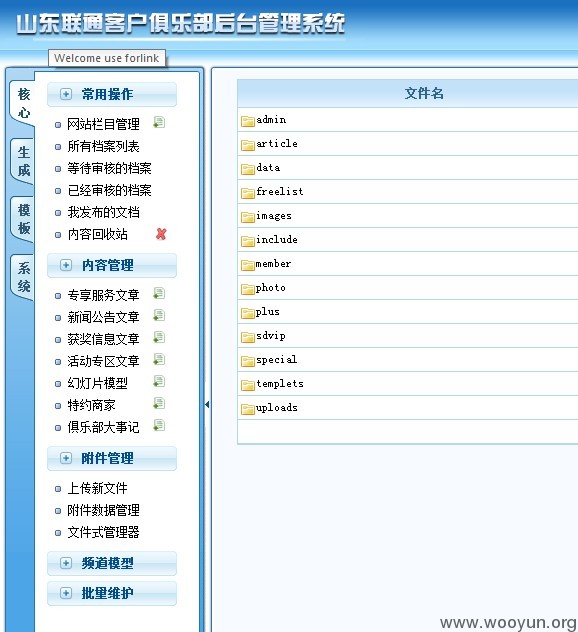 山东联通客户俱乐部后台管理系统
Welcome use forlink
核心
生成
模板
系统
常用操作
网站栏目管理
所有档案列表
等待审核的档案
已经审核的档案
我发布的文档
内容回收站
内容管理
专享服务文章
新闻公告文章
获奖信息文章
活动专区文章
幻灯片模型
特约商家
俱乐部大事记
附件管理
上传新文件
附件数据管理
文件式管理器
频道模型
批量维护
文件名
admin
article
data
freelist
images
include
member
photo
plus
sdvip
special
templets
uploads
www.wooyun.org